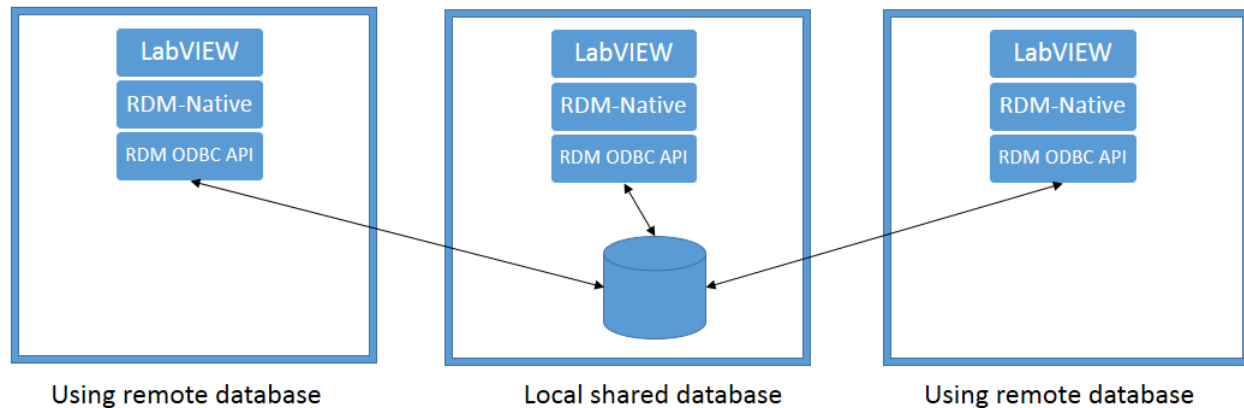 LabVIEW
RDM-Native
RDM ODBC API
Using remote database
LabVIEW
RDM-Native
RDM ODBC API
Local shared database
LabVIEW
RDM-Native
RDM ODBC API
Using remote database